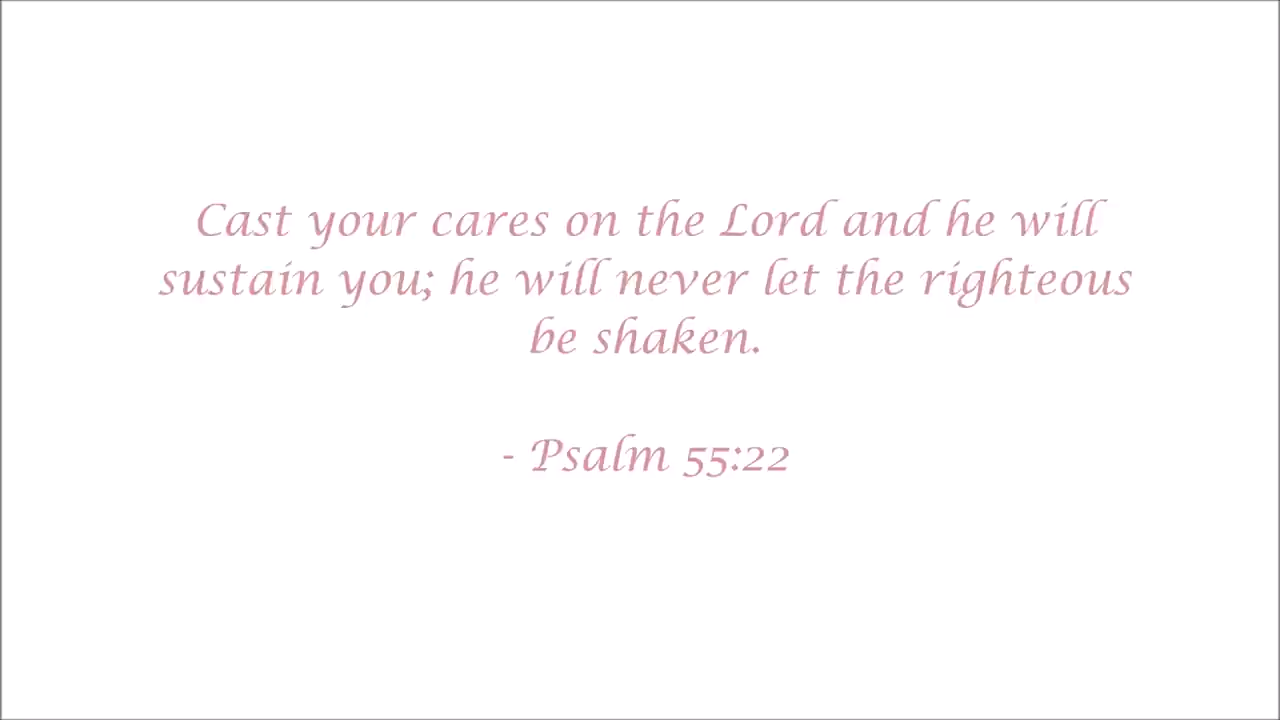 Cast your cares on the Lord and he will
sustain you; he will never let the righteous
be shaken.
- Psalm 55:22